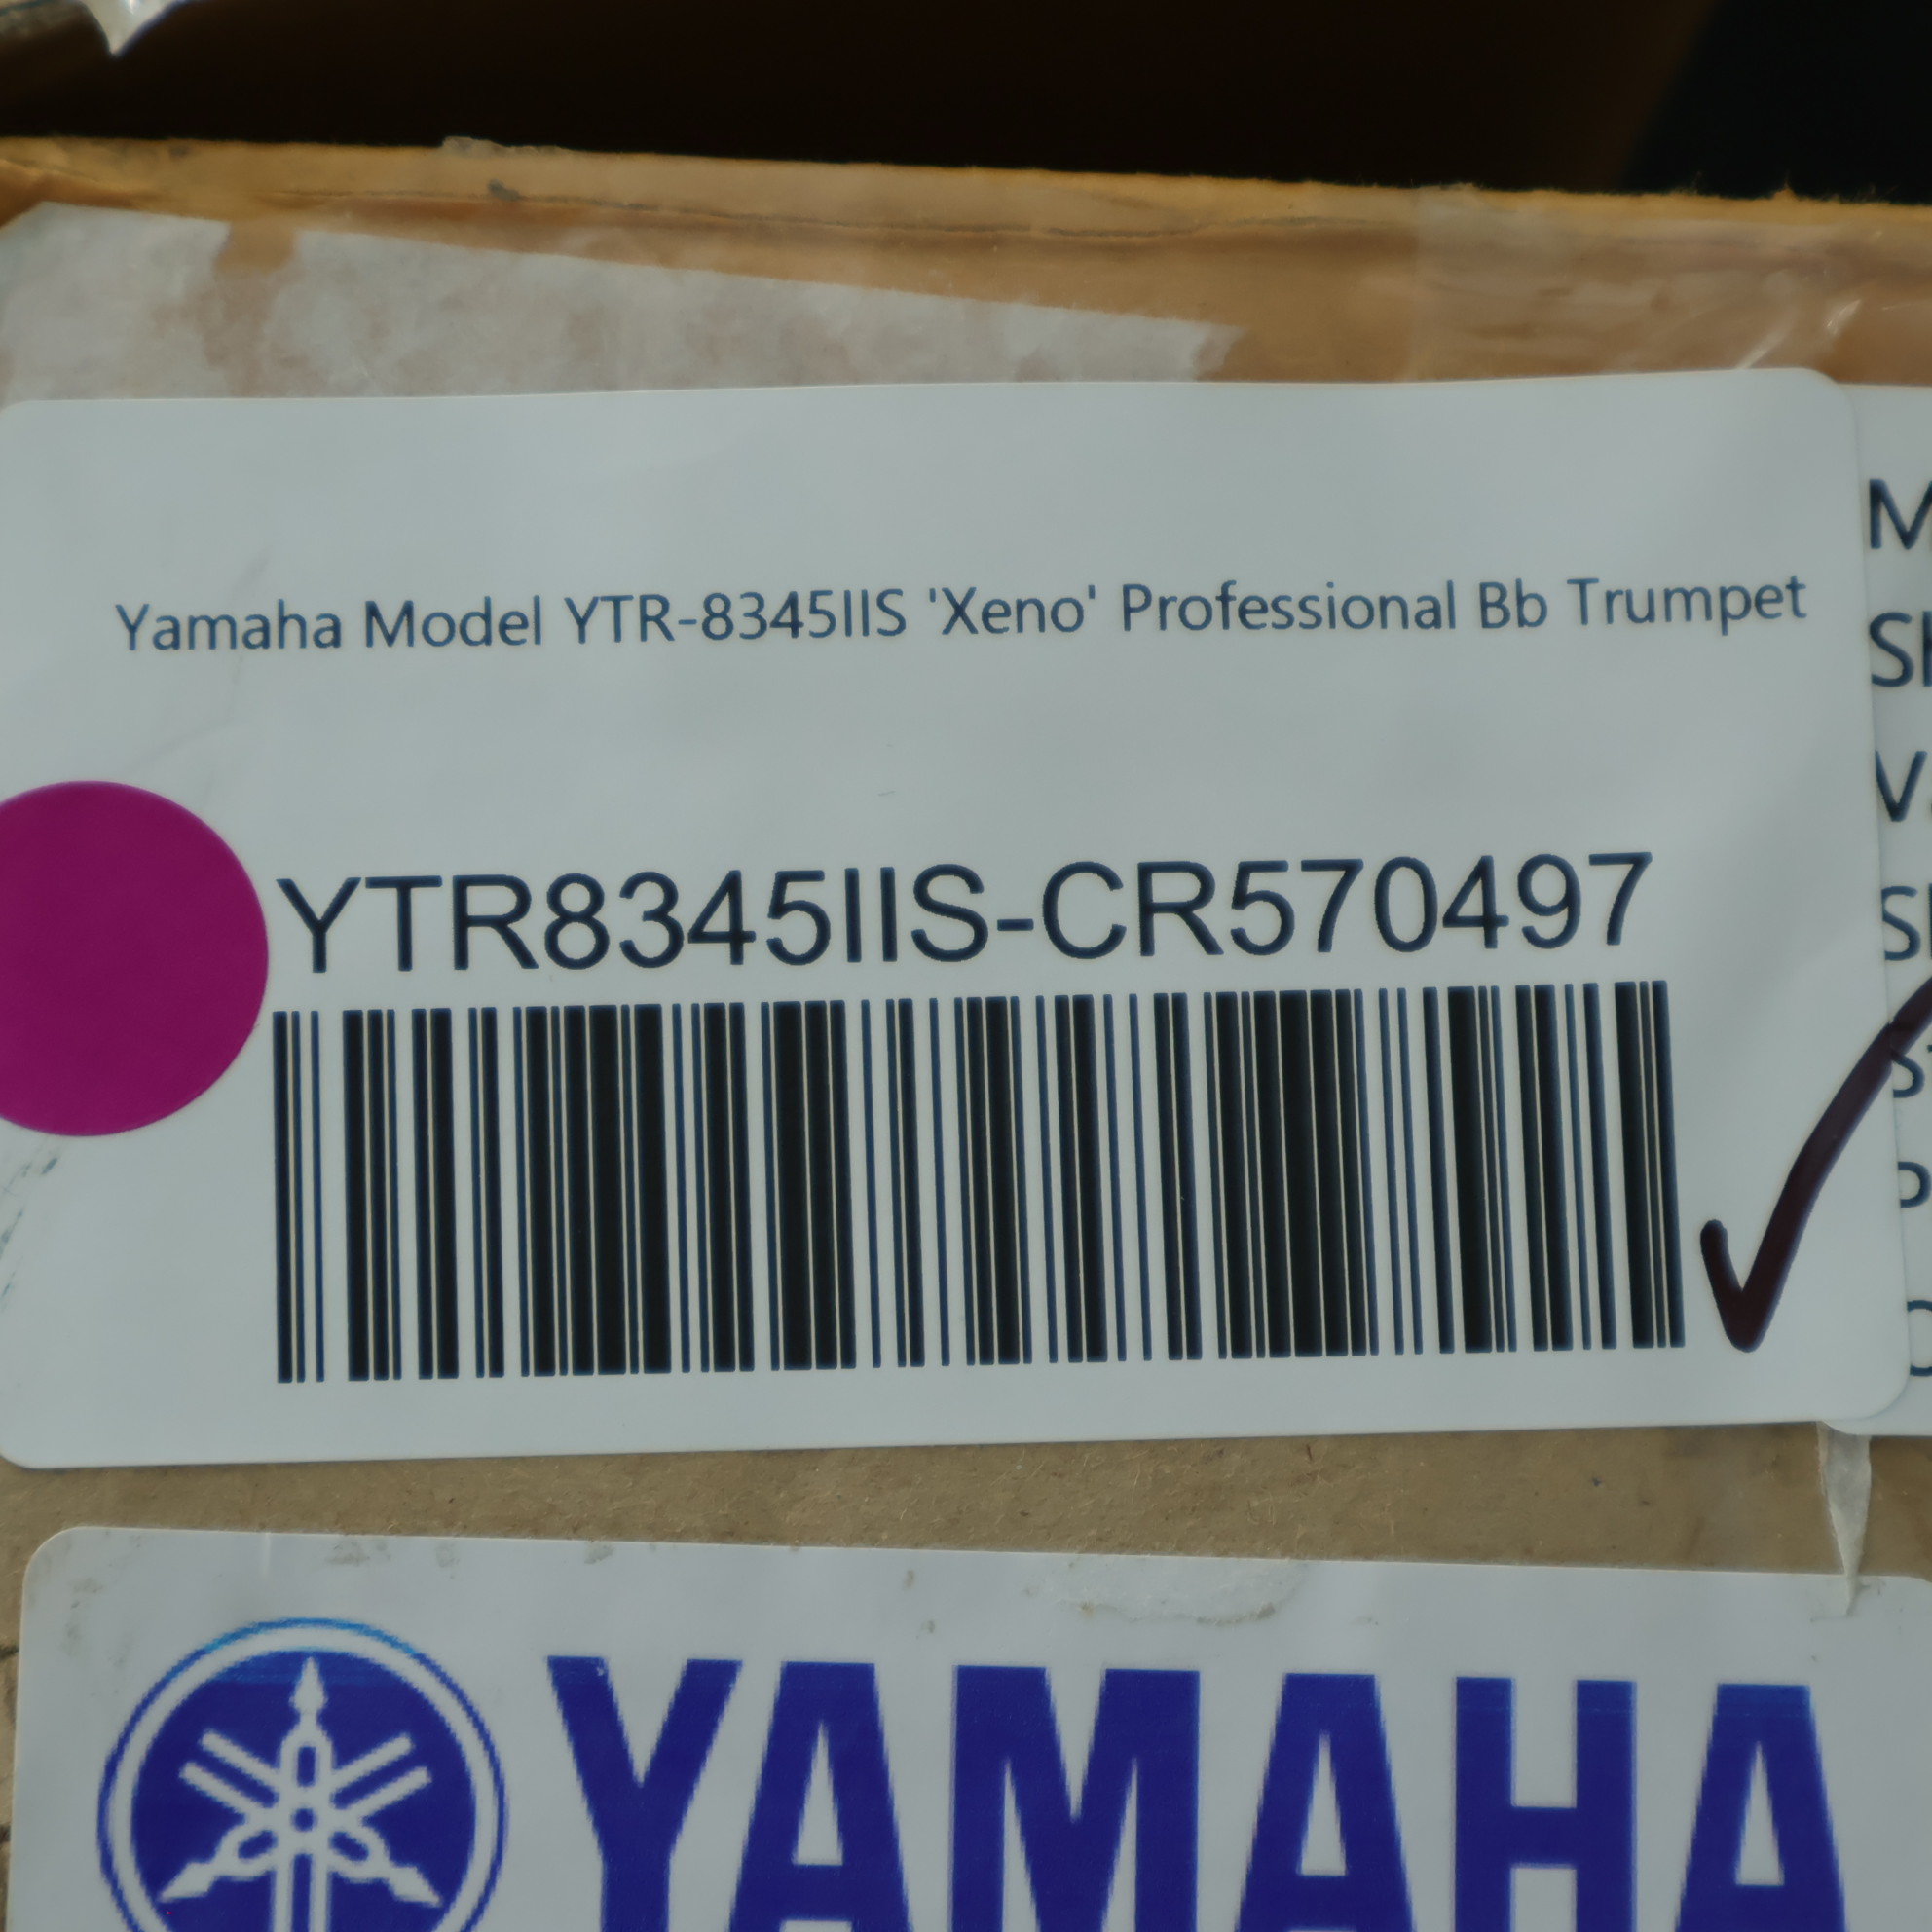 Yamaha Model YTR-8345IIS 'Xeno' Professional Bb Trumpet
YTR8345IIS-CR570497
YAMAHA